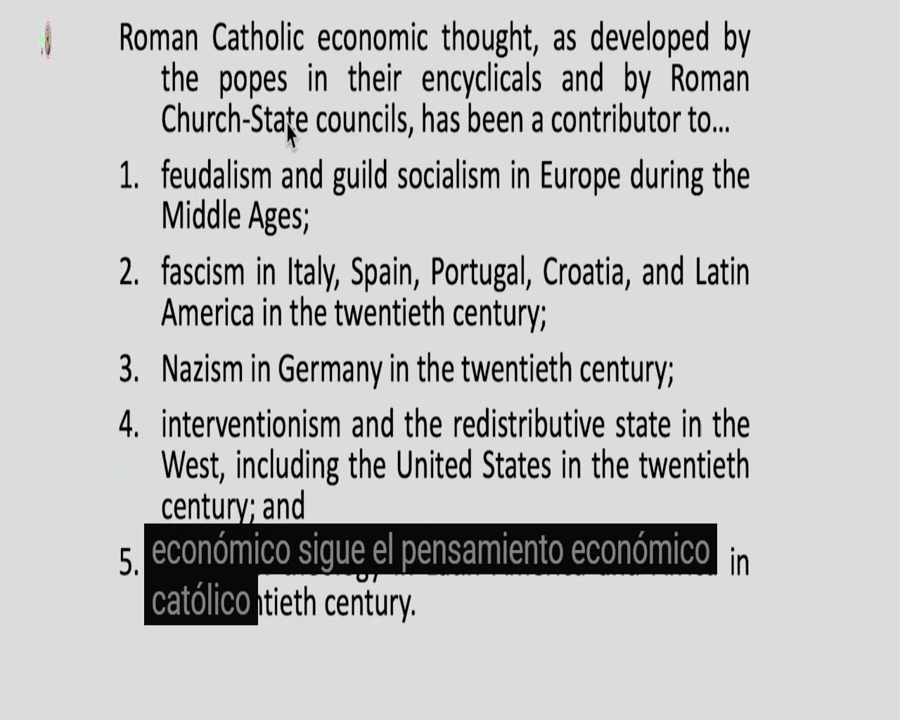 Roman Catholic economic thought, as developed by
the popes in their encyclicals and by Roman
Church-State councils, has been a contributor to...
1. feudalism and guild socialism in Europe during the
Middle Ages;
2. fascism in Italy, Spain, Portugal, Croatia, and Latin
America in the twentieth century;
3. Nazism in Germany in the twentieth century;
4. interventionism and the redistributive state in the
West, including the United States in the twentieth
century; and
5. in
económico sigue el pensamiento económico
católico
century.